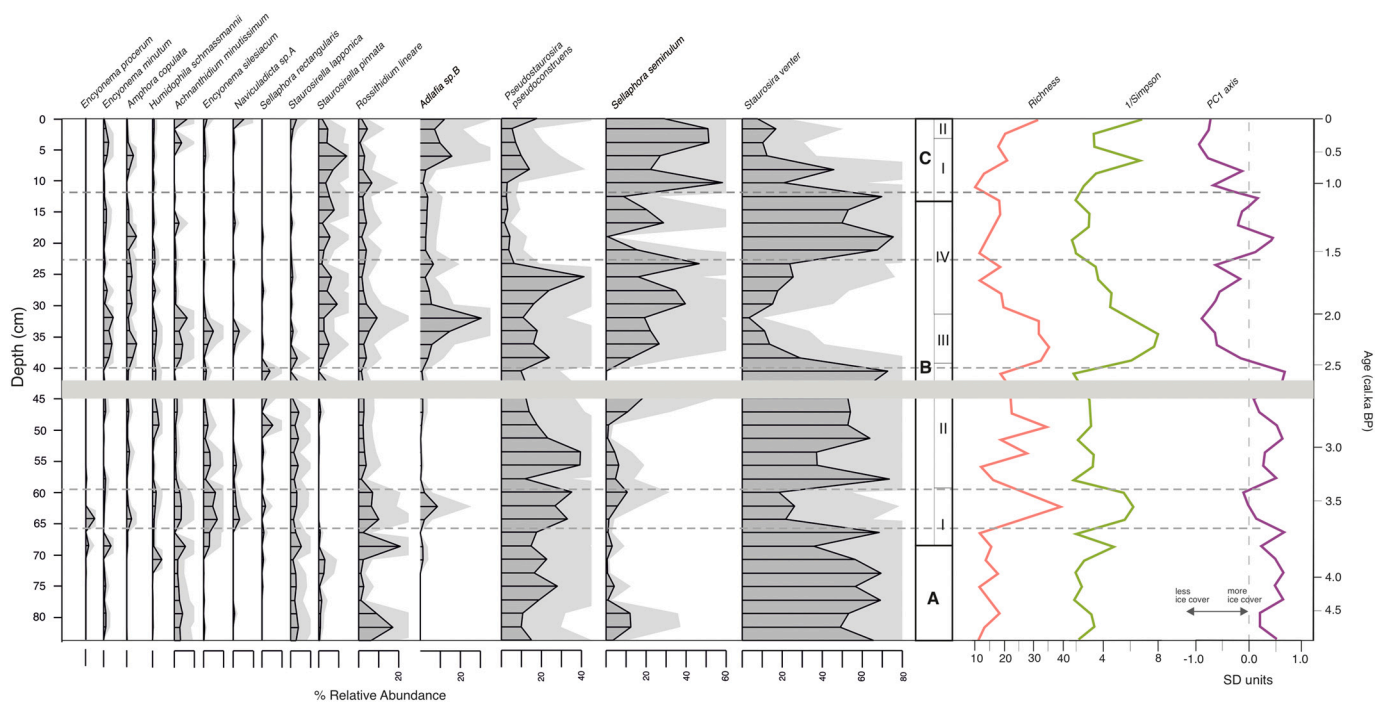 Encyonema procerum
Encyonema minutum
Amphora copulata
Humidophila schmassmannii
Achnanthidium minutissimum
Encyonema silesiacum
Naviculadicta sp.A
Sellaphora rectangularis
Staurosirella lapponica
Staurosirella pinnata
Rossithidium lineare
Adlafia sp.B
Pseudostaurosira
pseudoconstruens
Sellaphora seminulum
Staurosira venter
Richness
1/Simpson
PC1 axis
Depth (cm)
0
5
10
15
20
25
30
35
40
45
50
55
60
65
70
75
80
C
B
A
II
I
IV
III
II
I
0
0.5
1.0
1.5
2.0
2.5
3.0
3.5
4.0
4.5
Age (cal.ka BP)
less
ice cover
more
ice cover
20
20
20 40
20 40 60
0 20 40 60 80
10 20 30 40
4 8
-1.0 0.0 1.0
% Relative Abundance
SD units